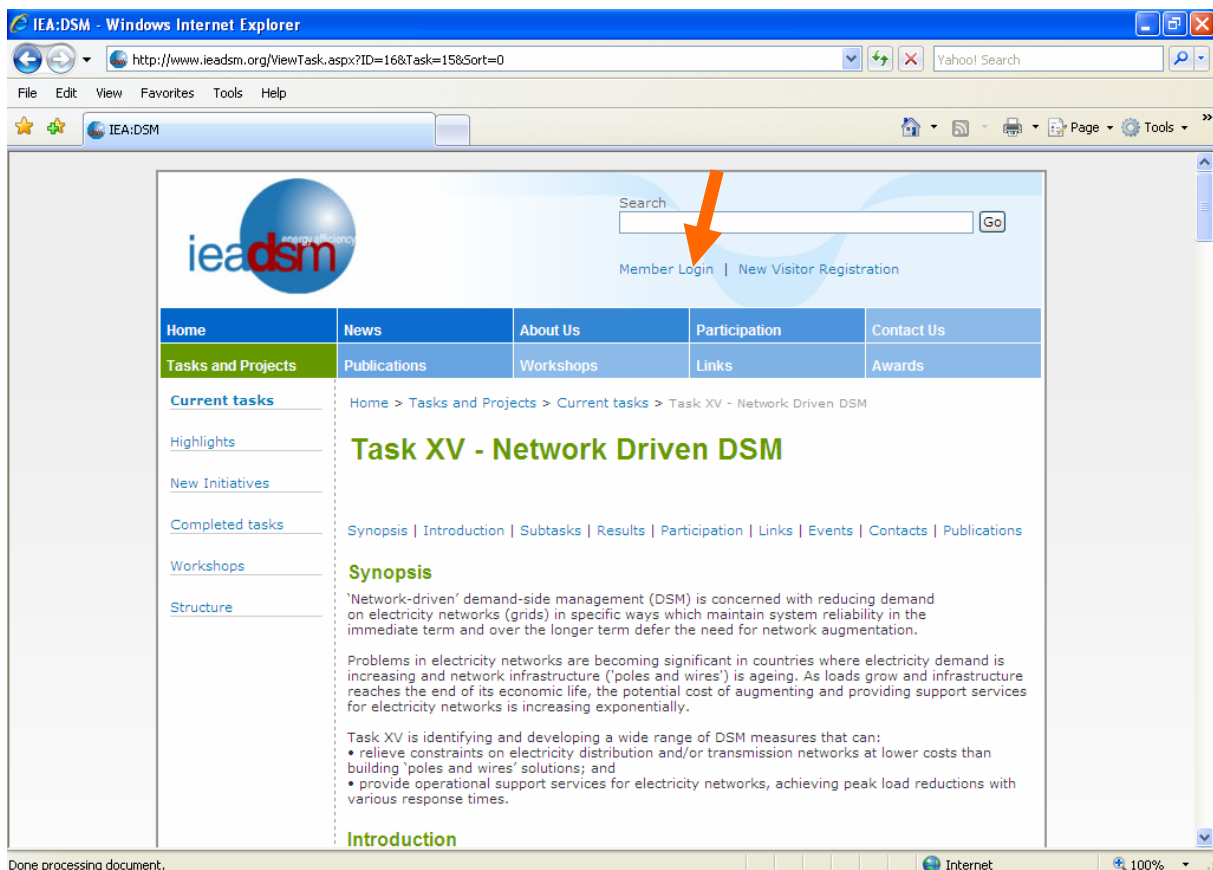 IEA:DSM - Windows Internet Explorer
http://www.ieadsm.org/ViewTask.aspx?ID=16&Task=15&Sort=0
Yahoo! Search
File Edit View Favorites Tools Help
IEA:DSM
Page Tools
Search
Go
ieadsm
energy efficiency
Member Login | New Visitor Registration
Home News About Us Participation Contact Us
Tasks and Projects Publications Workshops Links Awards
Current tasks
Highlights
New Initiatives
Completed tasks
Workshops
Structure
Home > Tasks and Projects > Current tasks > Task XV - Network Driven DSM
Task XV - Network Driven DSM
Synopsis | Introduction | Subtasks | Results | Participation | Links | Events | Contacts | Publications
Synopsis
‘Network-driven’ demand-side management (DSM) is concerned with reducing demand
on electricity networks (grids) in specific ways which maintain system reliability in the
immediate term and over the longer term defer the need for network augmentation.
Problems in electricity networks are becoming significant in countries where electricity demand is
increasing and network infrastructure ('poles and wires') is ageing. As loads grow and infrastructure
reaches the end of its economic life, the potential cost of augmenting and providing support services
for electricity networks is increasing exponentially.
Task XV is identifying and developing a wide range of DSM measures that can:
• relieve constraints on electricity distribution and/or transmission networks at lower costs than
building ‘poles and wires’ solutions; and
• provide operational support services for electricity networks, achieving peak load reductions with
various response times.
Introduction
Done processing document.
Internet
100%